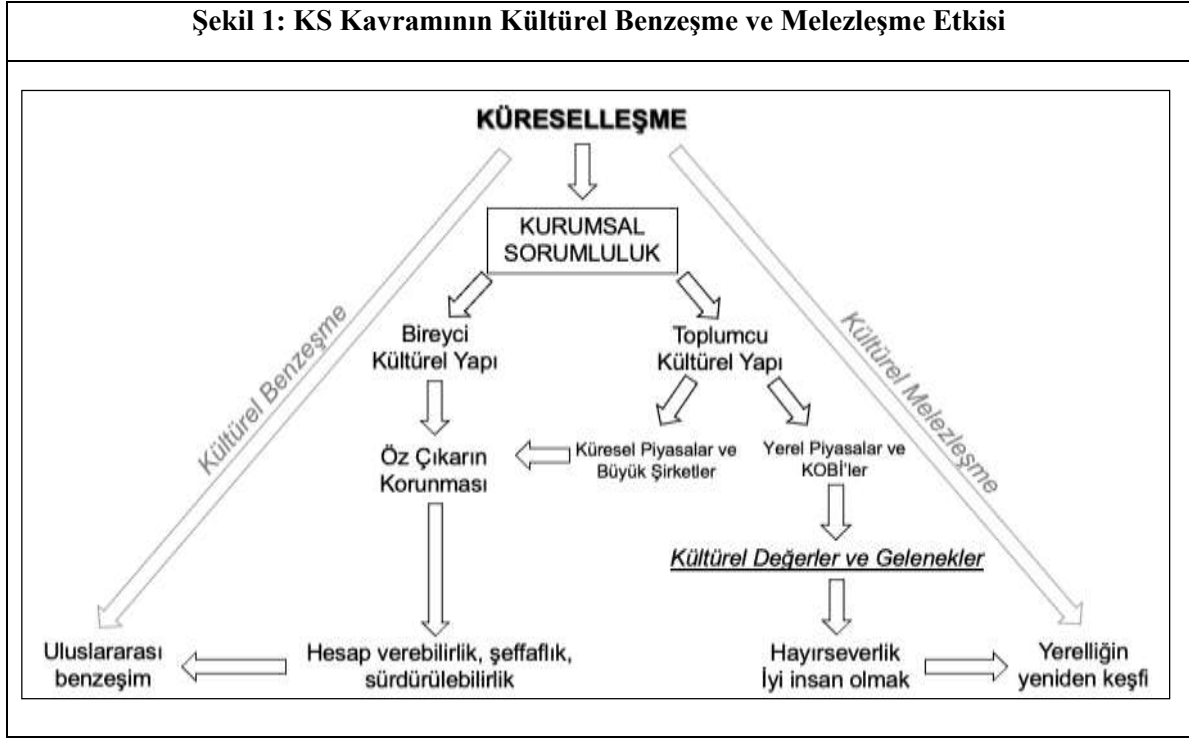 Şekil 1: KS Kavramının Kültürel Benzeşme ve Melezleşme Etkisi
KÜRESELLEŞME
KURUMSAL
SORUMLULUK
Kültürel Benzeşme
Kültürel Melezleşme
Bireyci
Kültürel Yapı
Toplumcu
Kültürel Yapı
Öz Çıkarın
Korunması
Küresel Piyasalar ve
Büyük Şirketler
Yerel Piyasalar ve
KOBİ'ler
Kültürel Değerler ve Gelenekler
Uluslararası
benzeşim
Hesap verebilirlik, şeffaflık,
sürdürülebilirlik
Hayırseverlik
İyi insan olmak
Yerelliğin
yeniden keşfi